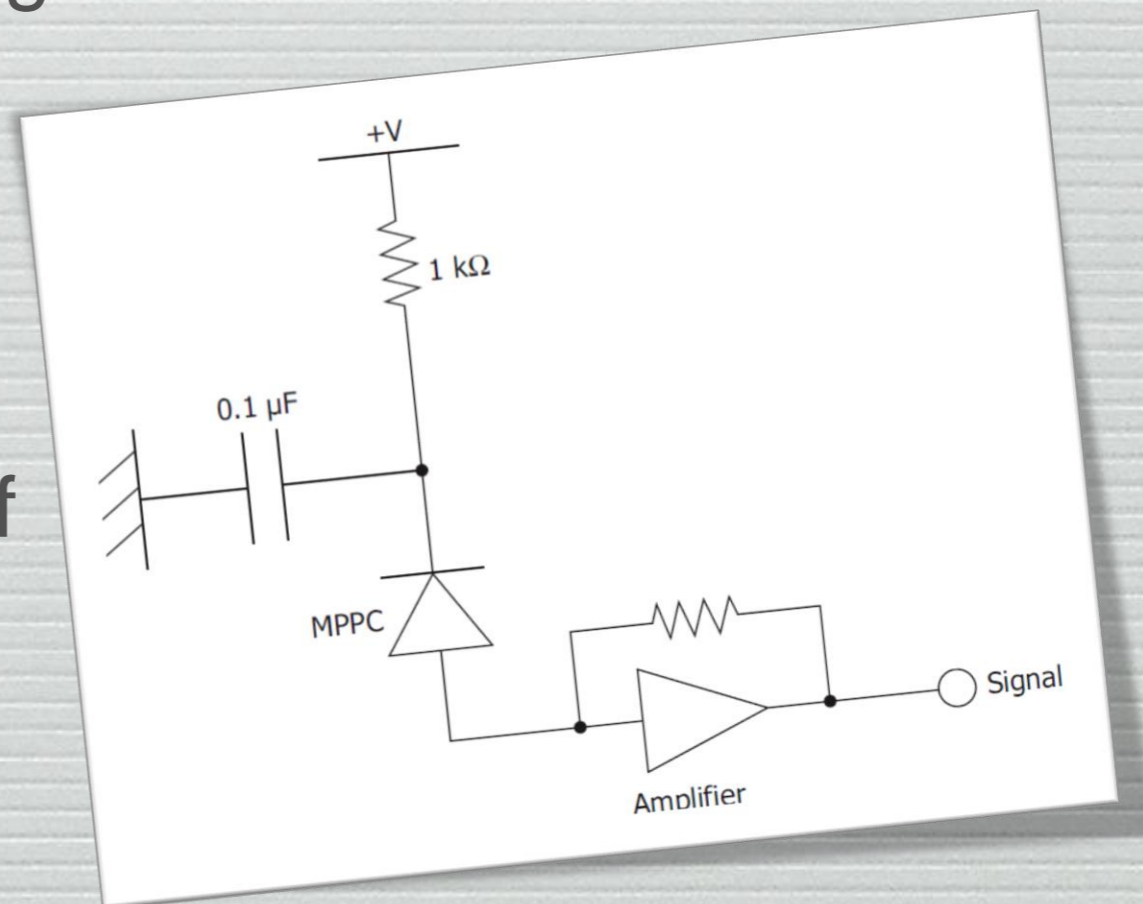 g
+V
1 kΩ
0.1 µF
f
MPPC
Signal
Amplifier